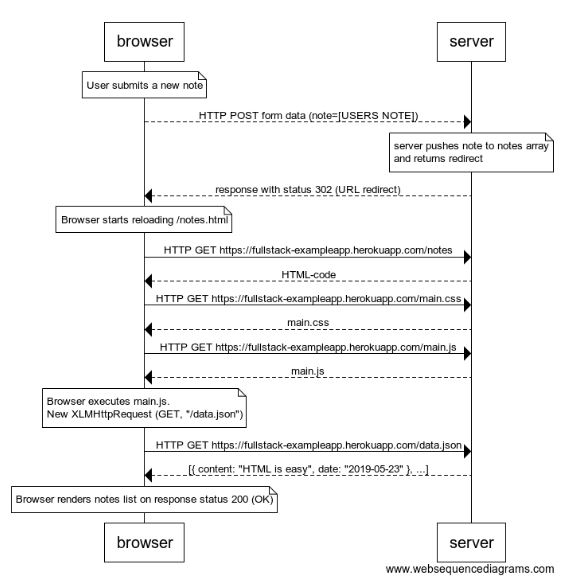 browser
server
User submits a new note
HTTP POST form data (note=[USERS NOTE])
server pushes note to notes array
and returns redirect
response with status 302 (URL redirect)
Browser starts reloading /notes.html
HTTP GET https://fullstack-exampleapp.herokuapp.com/notes
HTML-code
HTTP GET https://fullstack-exampleapp.herokuapp.com/main.css
main.css
HTTP GET https://fullstack-exampleapp.herokuapp.com/main.js
main.js
Browser executes main.js.
New XLMHttpRequest (GET, "/data.json")
HTTP GET https://fullstack-exampleapp.herokuapp.com/data.json
[{ content: "HTML is easy", date: "2019-05-23" }, ...]
Browser renders notes list on response status 200 (OK)
browser
server
www.websequencediagrams.com